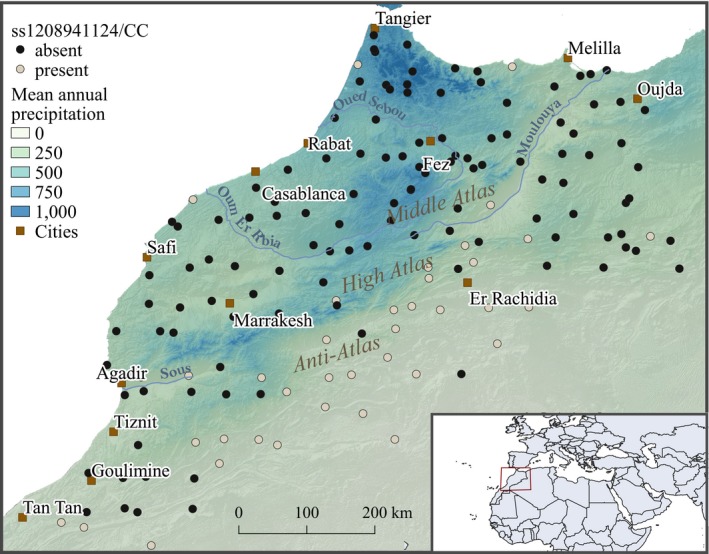 ss1208941124/CC
absent
present
Mean annual
precipitation
0
250
500
750
1,000
Cities
Tangier
Melilla
Oujda
Oued Sebou
Moulouya
Rabat
Fez
Casablanca
Oum Er Rbia
Middle Atlas
Safi
High Atlas
Er Rachidia
Marrakesh
Anti-Atlas
Sous
Agadir
Tiznit
Goulimine
Tan Tan
0 100 200 km